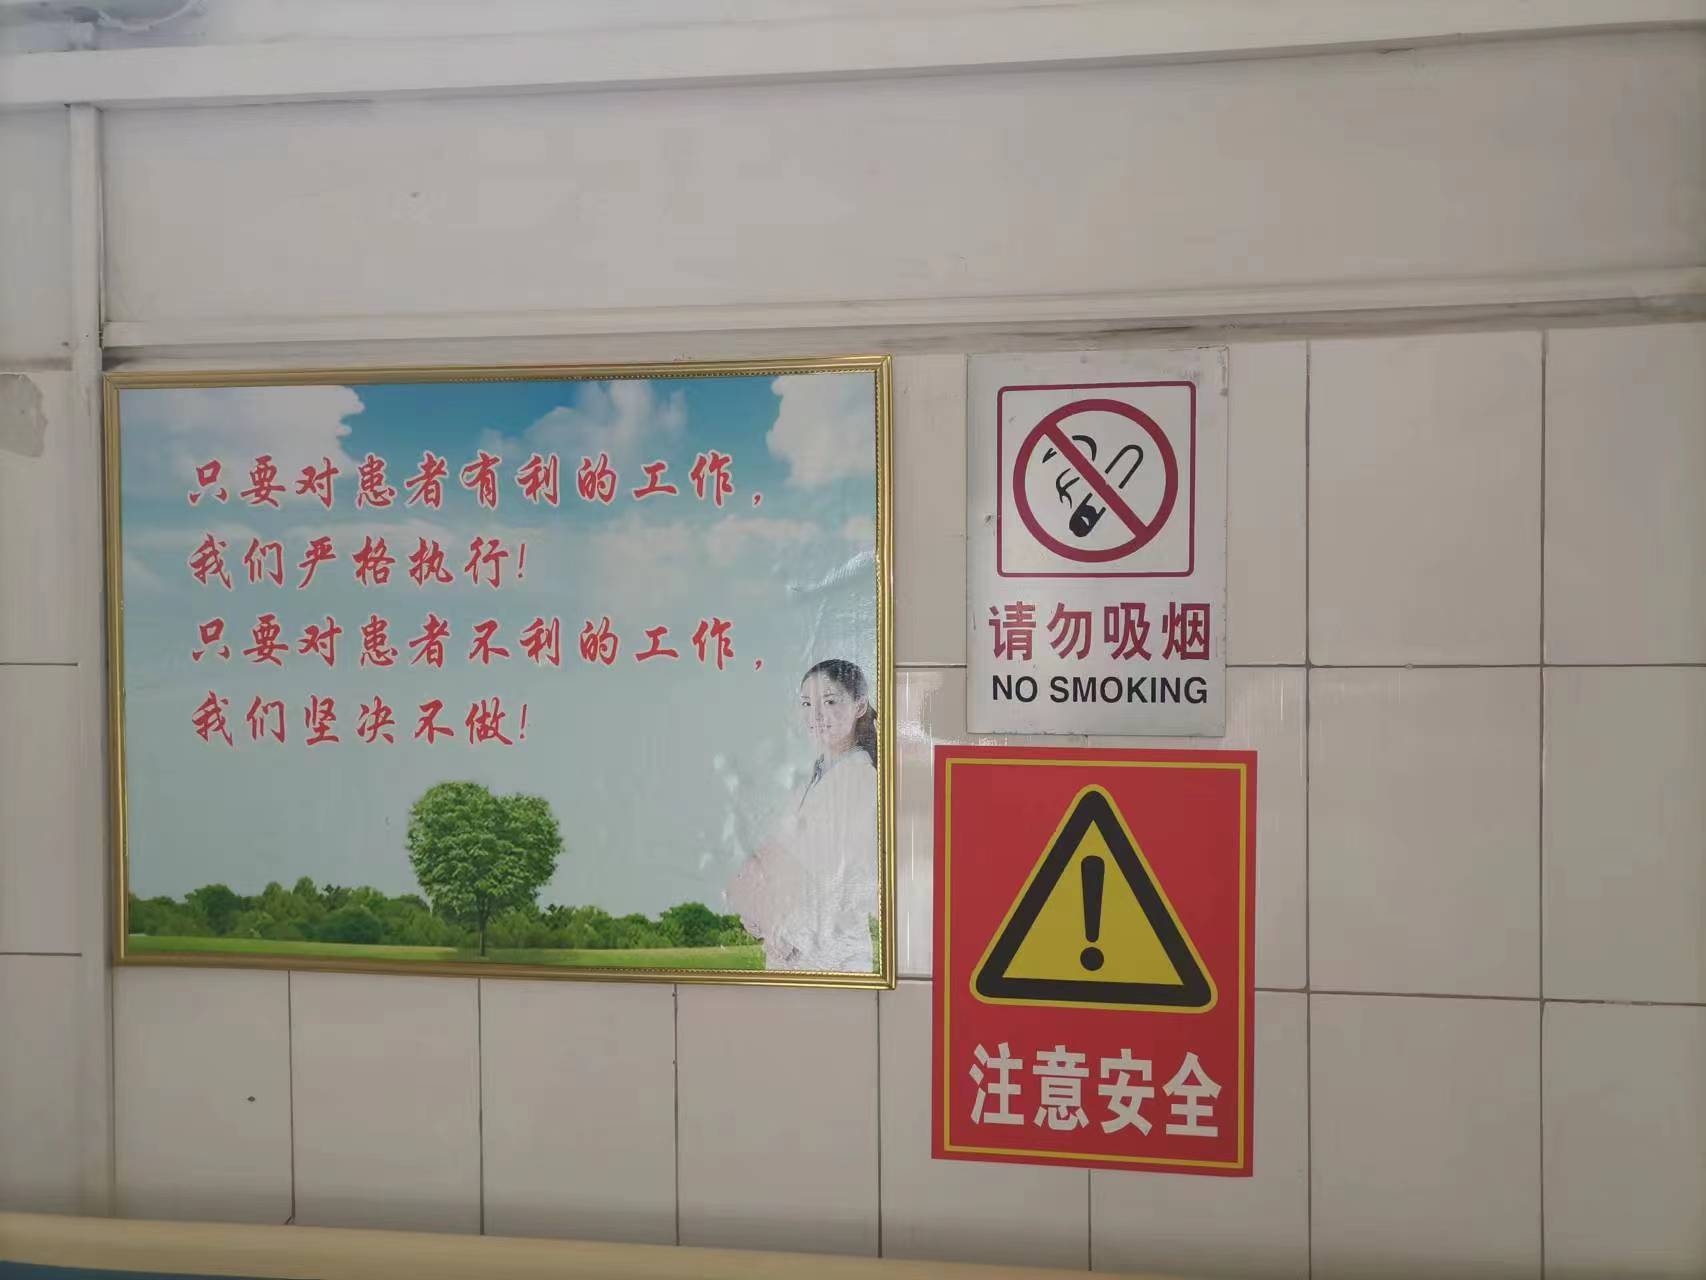 只要对患者有利的工作，
我们严格执行！
只要对患者不利的工作，
我们坚决不做！
请勿吸烟
NO SMOKING
注意安全